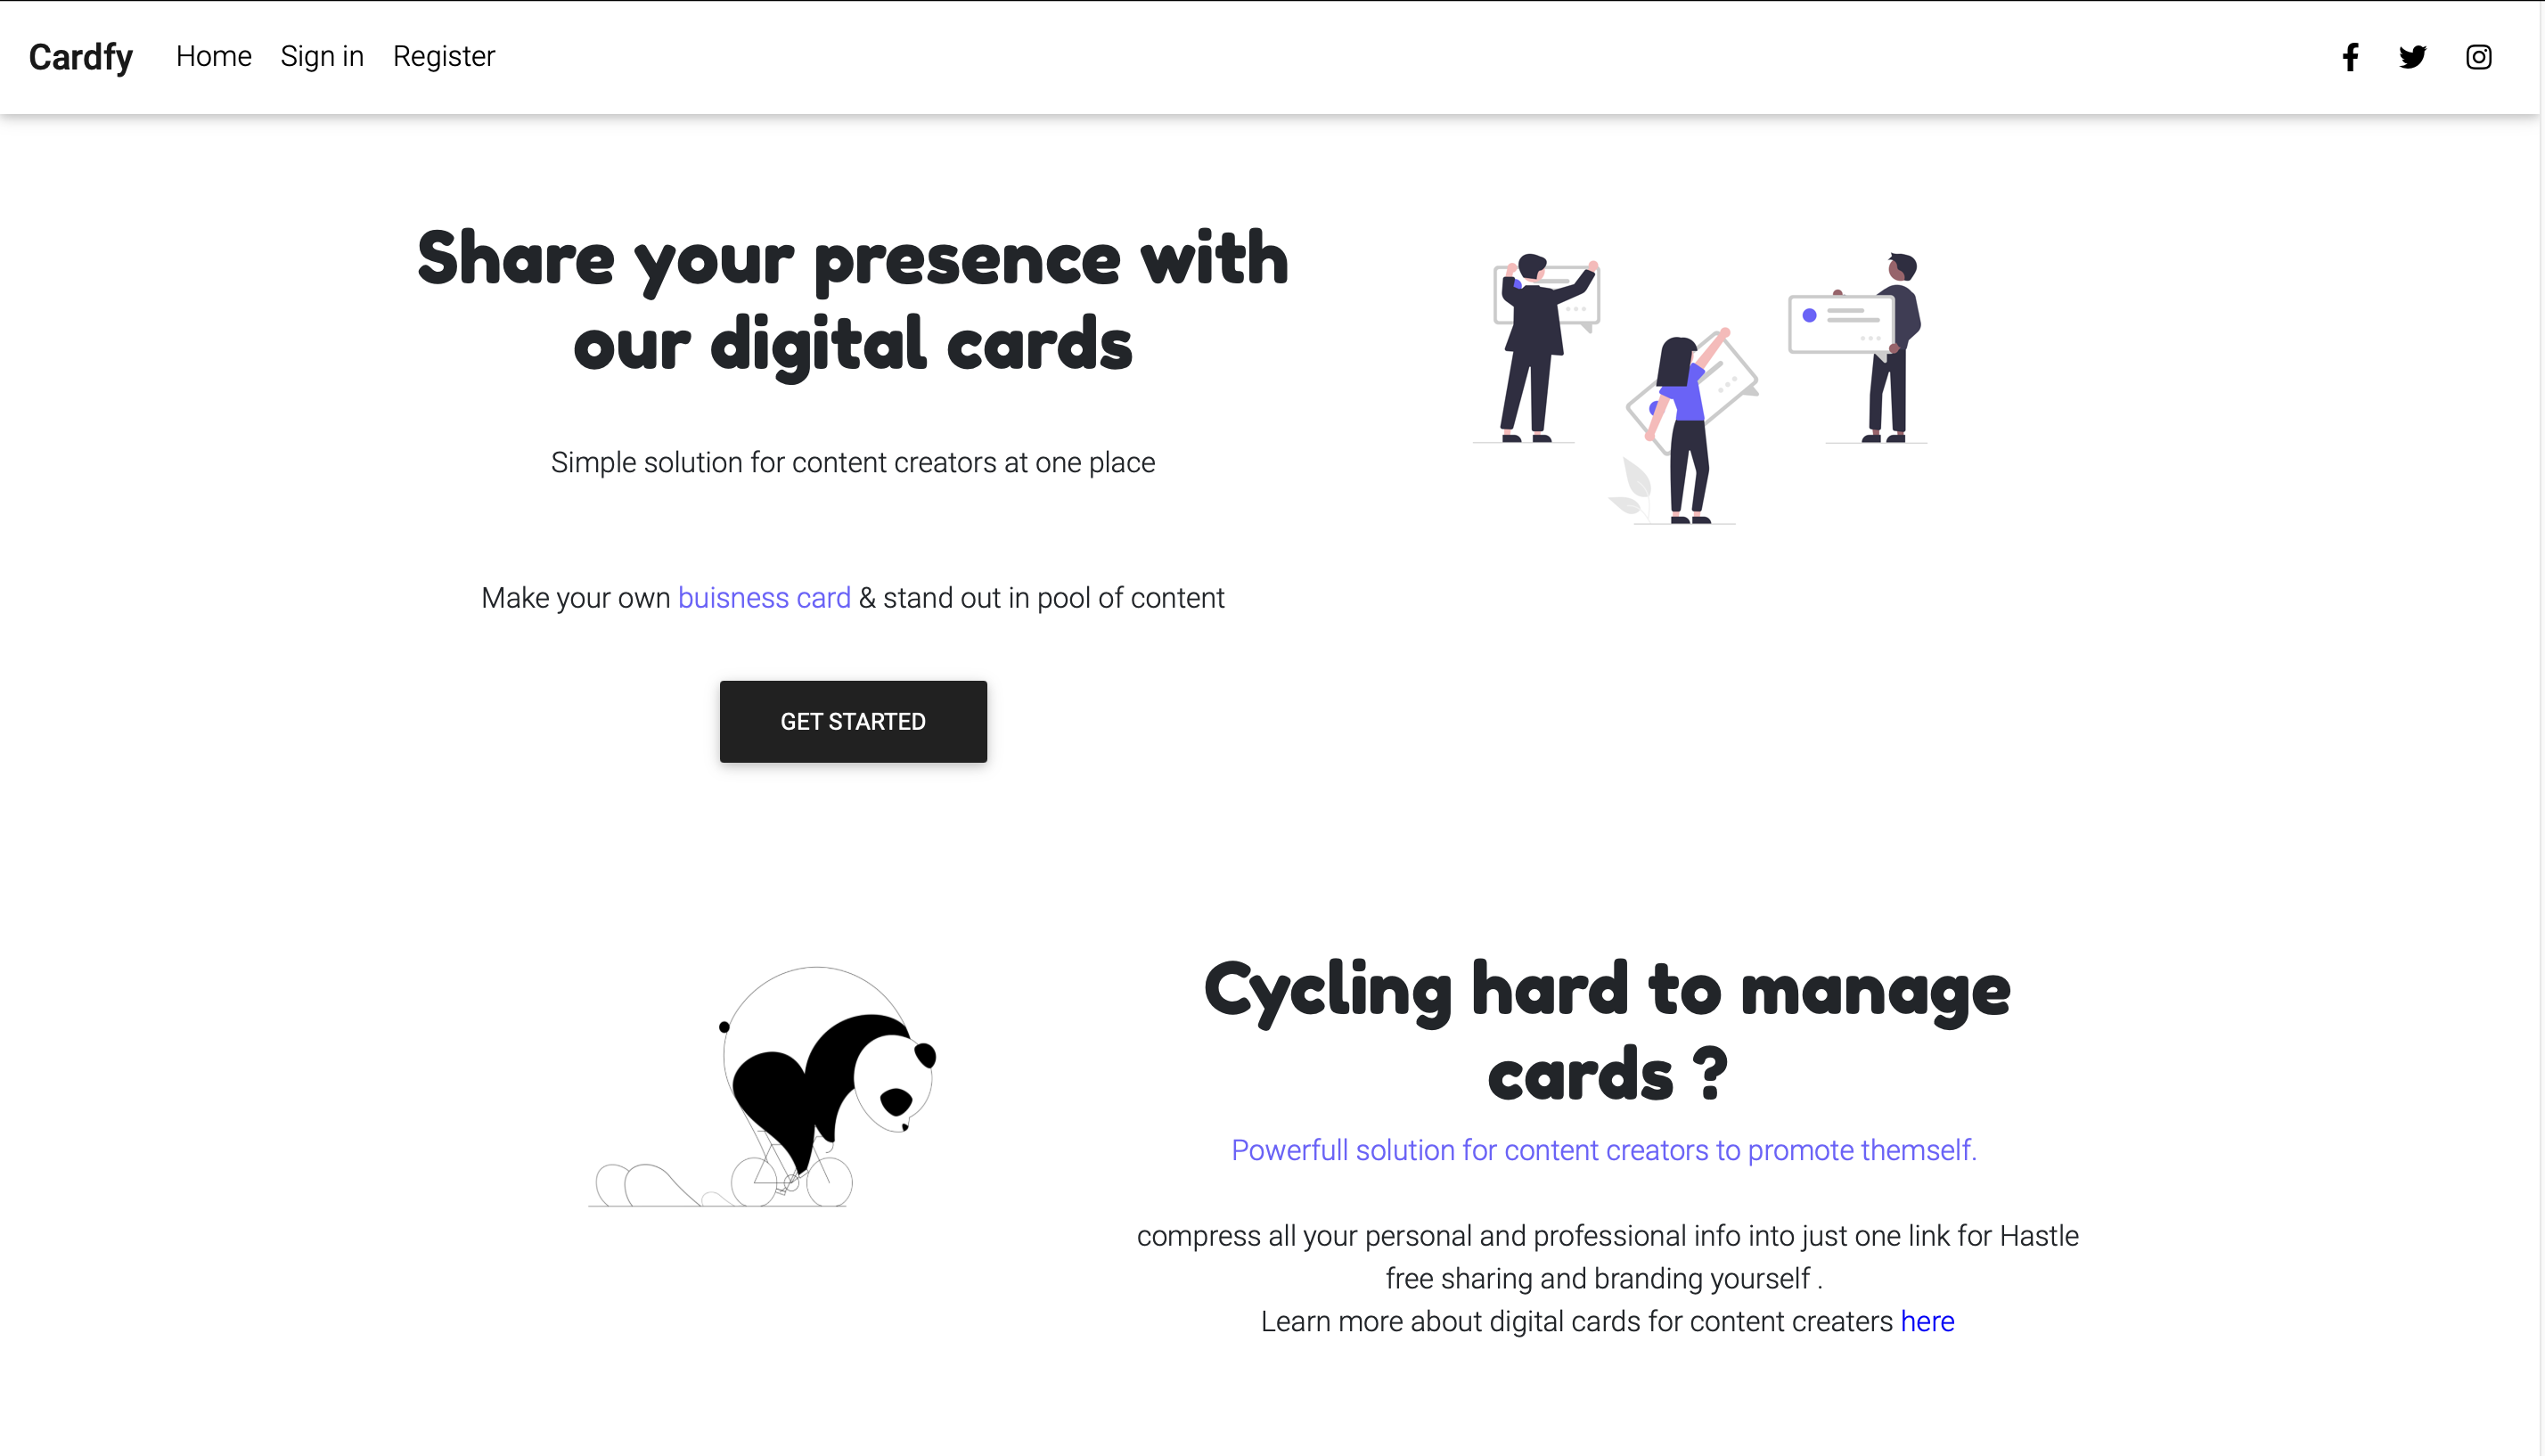 Cardfy Home Sign in Register
Share your presence with
our digital cards
Simple solution for content creators at one place
Make your own buisness card & stand out in pool of content
GET STARTED
Cycling hard to manage
cards ?
Powerfull solution for content creators to promote themself.
compress all your personal and professional info into just one link for Hastle
free sharing and branding yourself .
Learn more about digital cards for content creaters here